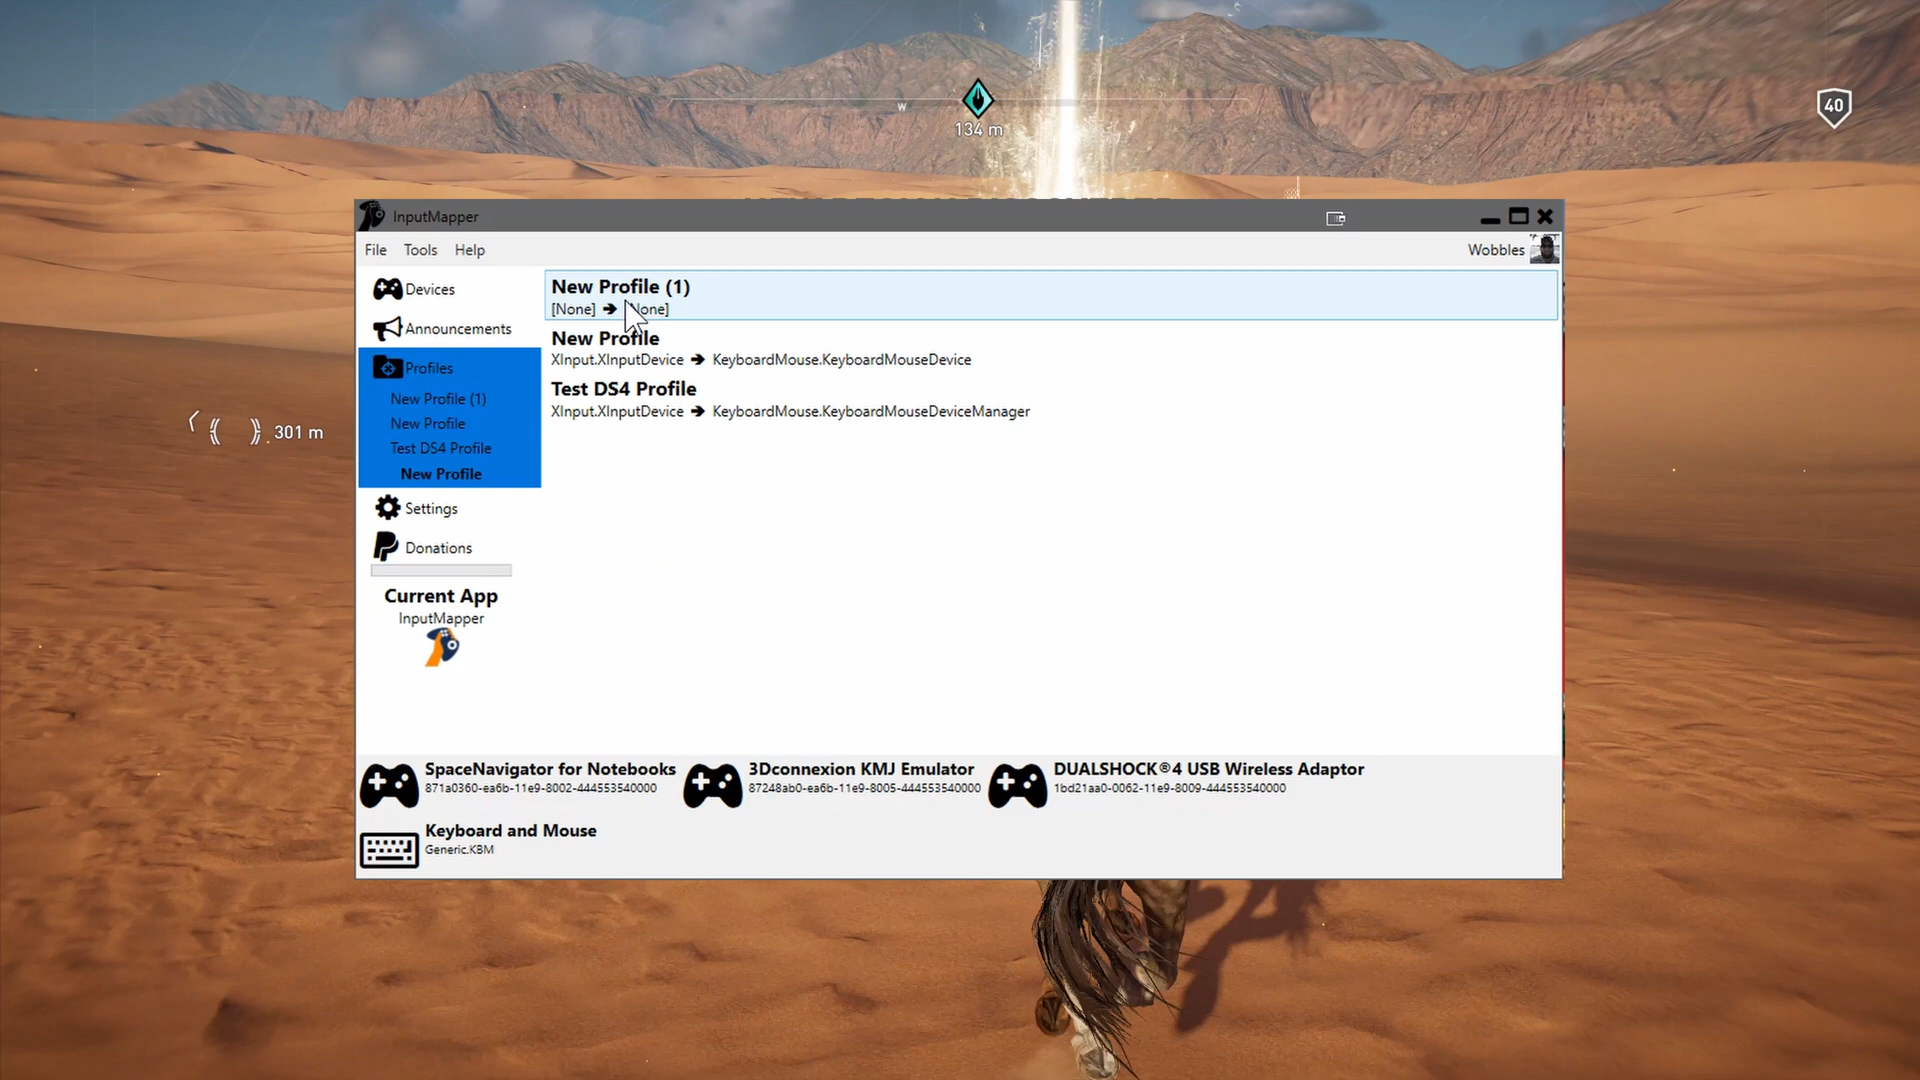 W
134 m
40
301 m
InputMapper
File Tools Help
Wobbles
Devices
Announcements
Profiles
New Profile (1)
New Profile
Test DS4 Profile
New Profile
Settings
Donations
Current App
InputMapper
New Profile (1)
[None] → None]
New Profile
XInput.XInputDevice → KeyboardMouse.KeyboardMouseDevice
Test DS4 Profile
XInput.XInputDevice → KeyboardMouse.KeyboardMouseDeviceManager
SpaceNavigator for Notebooks
871a0360-ea6b-11e9-8002-444553540000
3Dconnexion KMJ Emulator
87248ab0-ea6b-11e9-8005-444553540000
DUALSHOCK®4 USB Wireless Adaptor
1bd21aa0-0062-11e9-8009-444553540000
Keyboard and Mouse
Generic.KBM